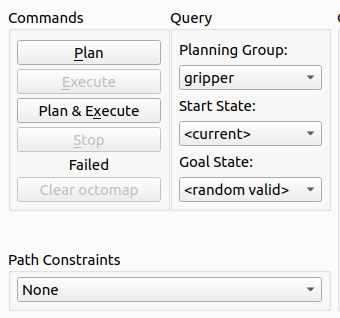 Commands
Plan
Execute
Plan & Execute
Stop
Failed
Clear octomap
Query
Planning Group:
gripper
Start State:
<current>
Goal State:
<random valid>
Path Constraints
None